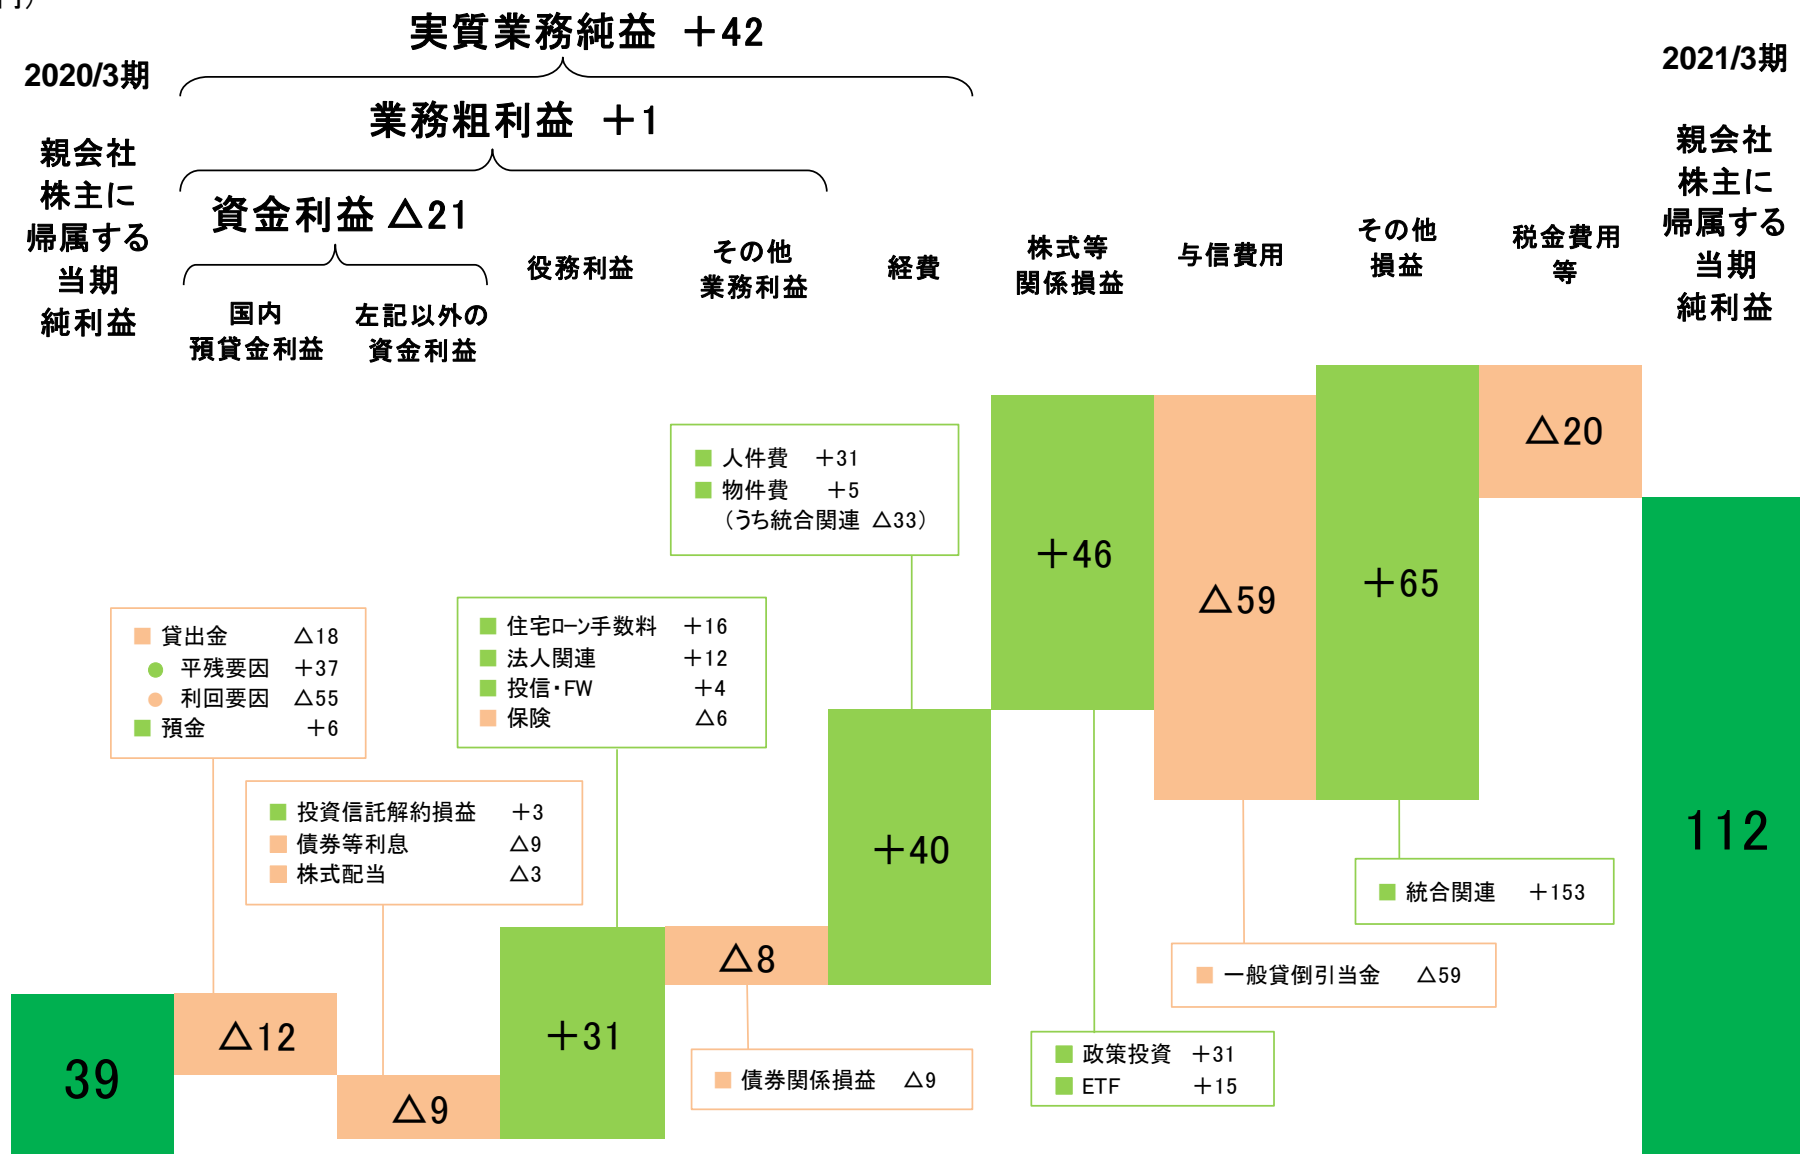 円）
実質業務純益 ＋42
2020/3期
2021/3期
業務粗利益 ＋1
親会社
株主に
帰属する
当期
純利益
資金利益 △21
国内
預貸金利益
左記以外の
資金利益
役務利益
その他
業務利益
経費
株式等
関係損益
与信費用
その他
損益
税金費用
等
親会社
株主に
帰属する
当期
純利益
人件費 ＋31
物件費 ＋5
（うち統合関連 △33）
貸出金 △18
平残要因 ＋37
利回要因 △55
預金 ＋6
住宅ローン手数料 ＋16
法人関連 ＋12
投信・FW ＋4
保険 △6
投資信託解約損益 ＋3
債券等利息 △9
株式配当 △3
統合関連 ＋153
一般貸倒引当金 △59
政策投資 ＋31
ETF ＋15
債券関係損益 △9
39
△12
△9
＋31
△8
＋40
＋46
△59
＋65
△20
112